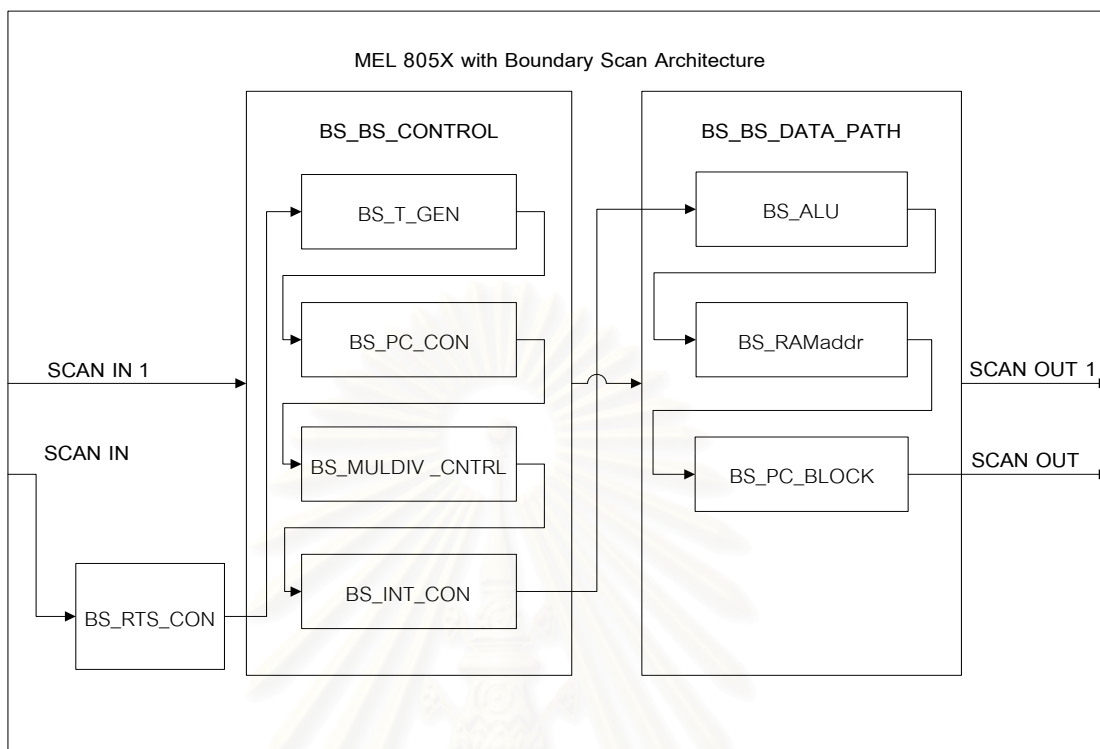 MEL 805X with Boundary Scan Architecture
BS_BS_CONTROL
BS_T_GEN
BS_PC_CON
BS_MULDIV _CNTRL
BS_INT_CON
BS_BS_DATA_PATH
BS_ALU
BS_RAMaddr
BS_PC_BLOCK
SCAN IN 1
SCAN IN
BS_RTS_CON
SCAN OUT 1
SCAN OUT